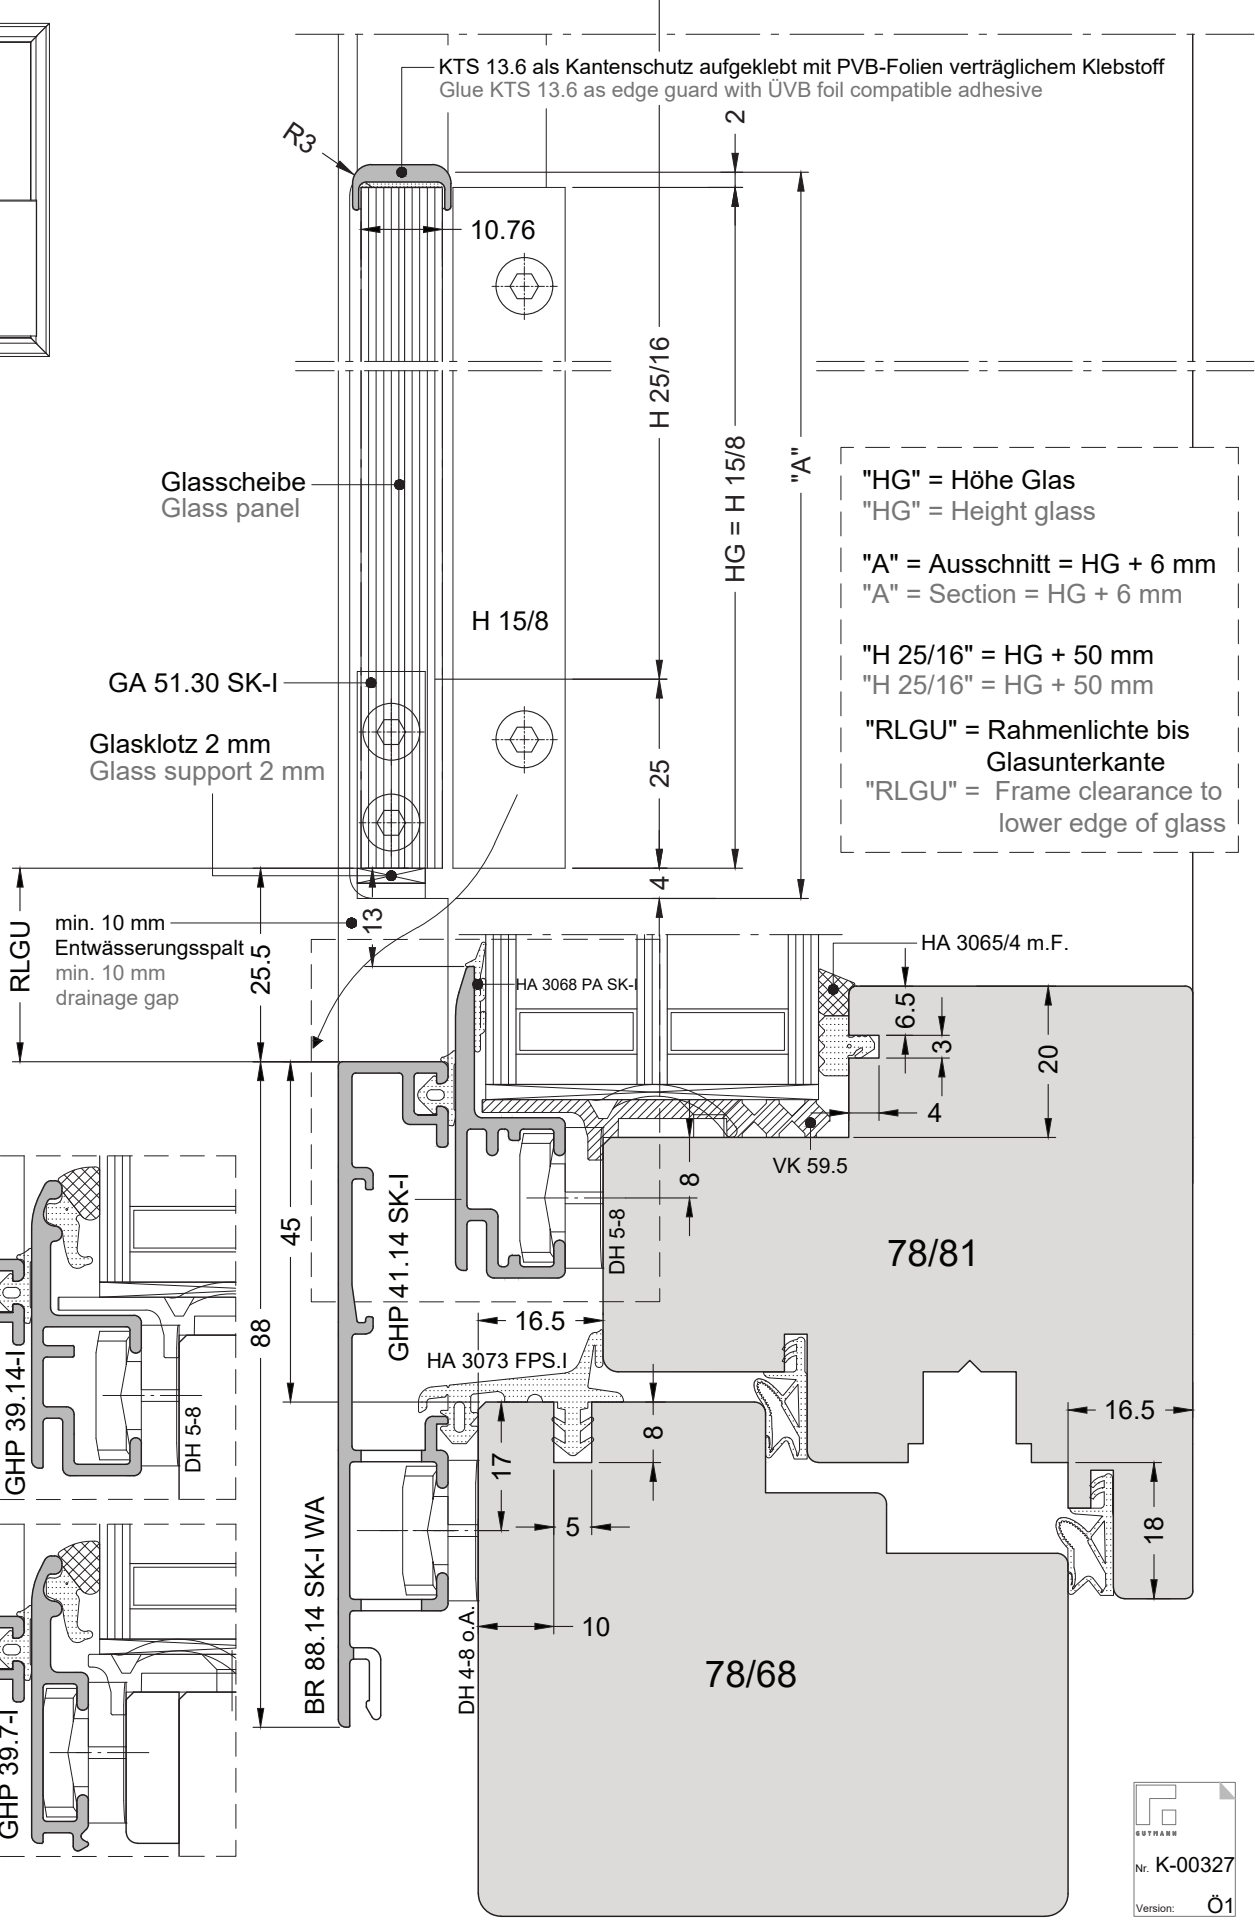 KTS 13.6 als Kantenschutz aufgeklebt mit PVB-Folien verträglichem Klebstoff
Glue KTS 13.6 as edge guard with ÜVB foil compatible adhesive
2
R3
10.76
H 25/16
HG = H 15/8
"A"
Glasscheibe
Glass panel
"HG" = Höhe Glas
"HG" = Height glass
"A" = Ausschnitt = HG + 6 mm
"A" = Section = HG + 6 mm
"H 25/16" = HG + 50 mm
"H 25/16" = HG + 50 mm
"RLGU" = Rahmenlichte bis
Glasunterkante
"RLGU" = Frame clearance to
lower edge of glass
H 15/8
GA 51.30 SK-I
Glasklotz 2 mm
Glass support 2 mm
25
4
RLGU
25.5
13
min. 10 mm
Entwässerungsspalt
min. 10 mm
drainage gap
HA 3068 PA SK-I
HA 3065/4 m.F.
6.5
3
20
4
VK 59.5
8
DH 5-8
78/81
45
GHP 41.14 SK-I
88
16.5
HA 3073 FPS.I
GHP 39.14-I
DH 5-8
16.5
8
17
5
18
BR 88.14 SK-I WA
DH 4-8 o.A.
10
78/68
GHP 39.7-I
GUTMANN
Nr. K-00327
Version: Ö1